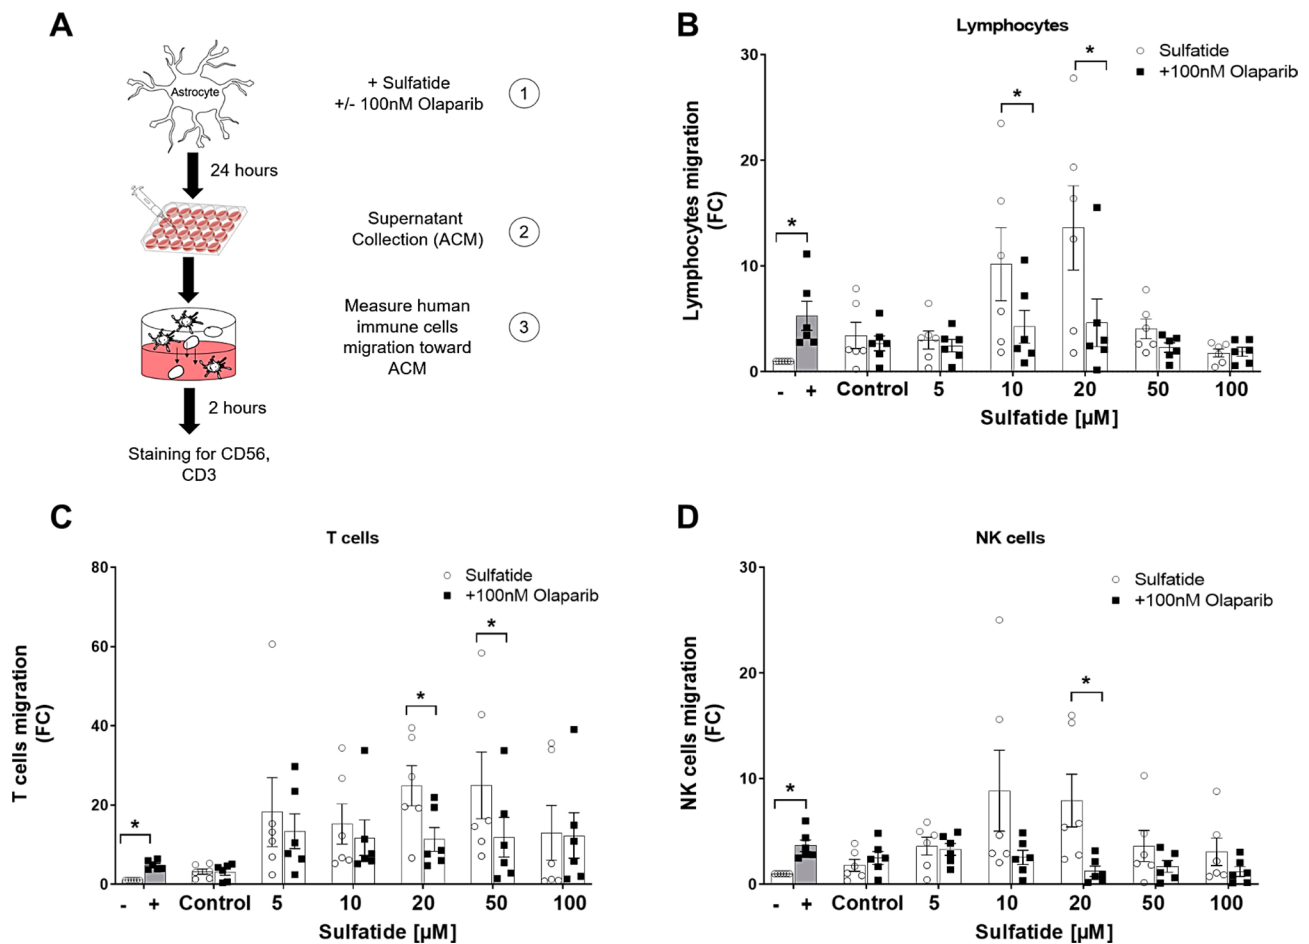 A
Astrocyte
+ Sulfatide
+/- 100nM Olaparib
1
24 hours
Supernatant
Collection (ACM)
2
Measure human
immune cells
migration toward
ACM
3
2 hours
Staining for CD56,
CD3
B
Lymphocytes
Sulfatide
+100nM Olaparib
Lymphocytes migration
(FC)
30
20
10
0
*
*
*
- + Control 5 10 20 50 100
Sulfatide [µM]
C
T cells
Sulfatide
+100nM Olaparib
T cells migration
(FC)
80
60
40
20
0
*
*
*
- + Control 5 10 20 50 100
Sulfatide [µM]
D
NK cells
Sulfatide
+100nM Olaparib
NK cells migration
(FC)
30
20
10
0
*
*
- + Control 5 10 20 50 100
Sulfatide [µM]